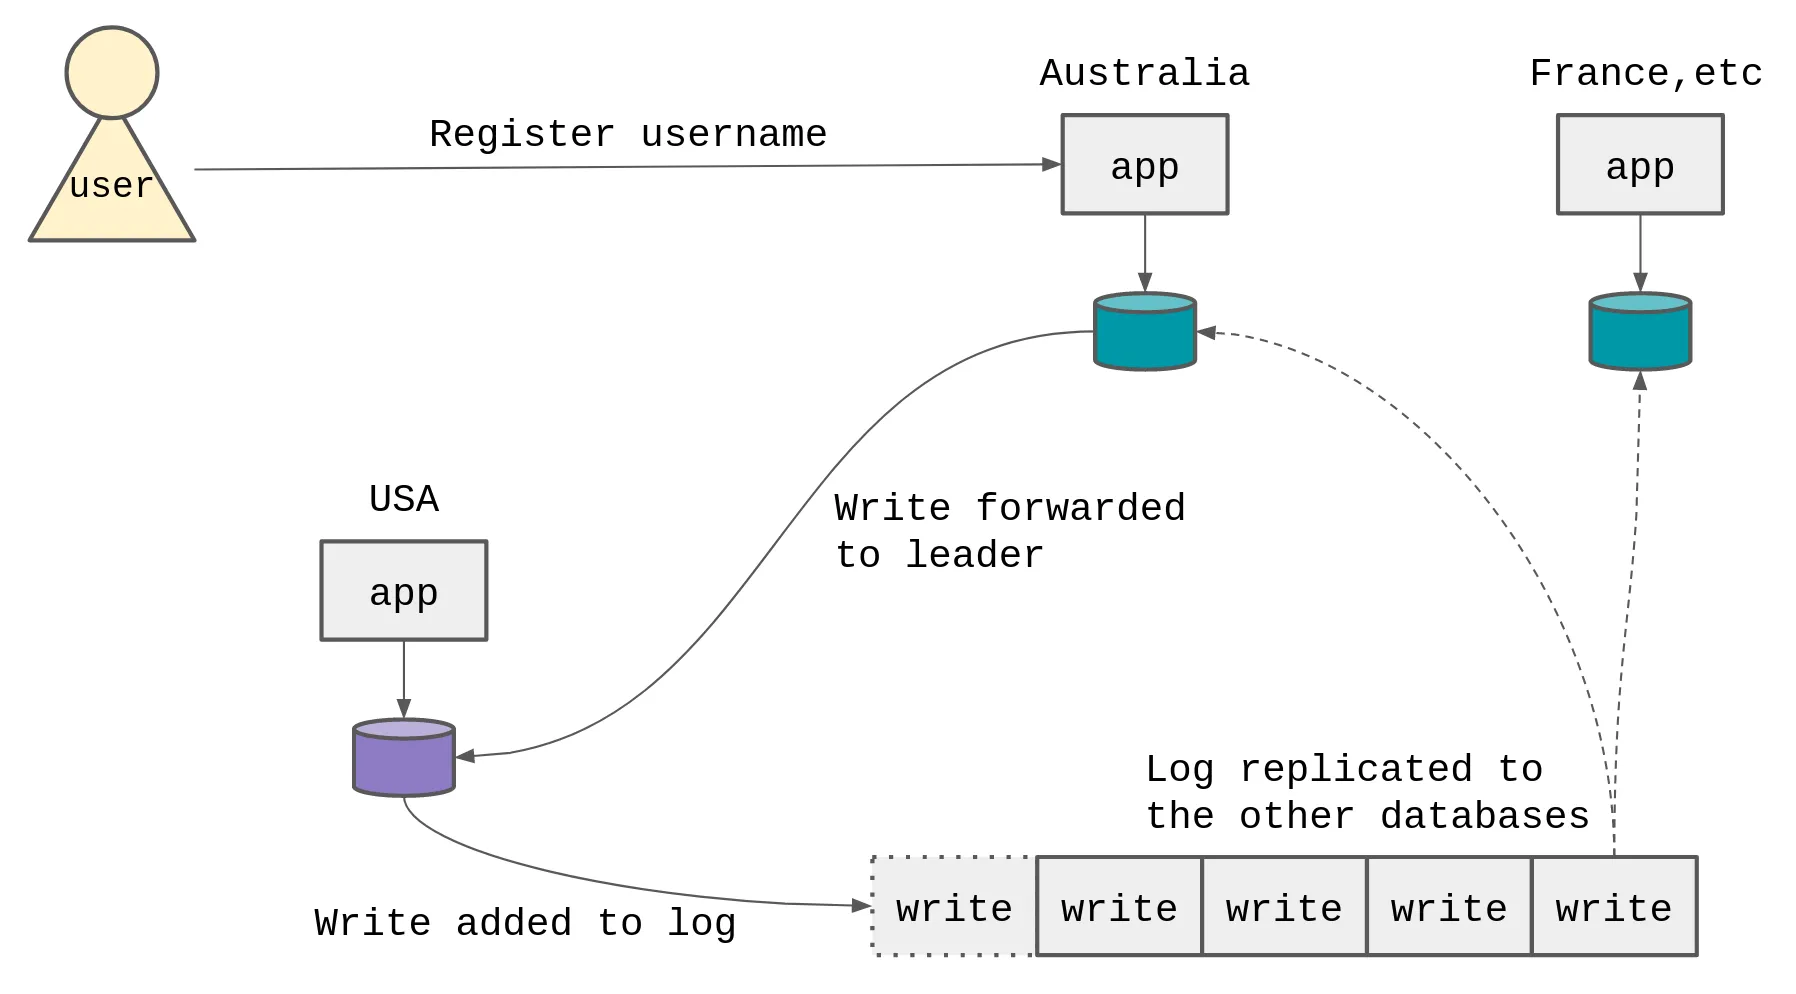 Australia
France,etc
Register username
app
app
user
USA
Write forwarded
to leader
app
Log replicated to
the other databases
write
write
write
write
write
Write added to log